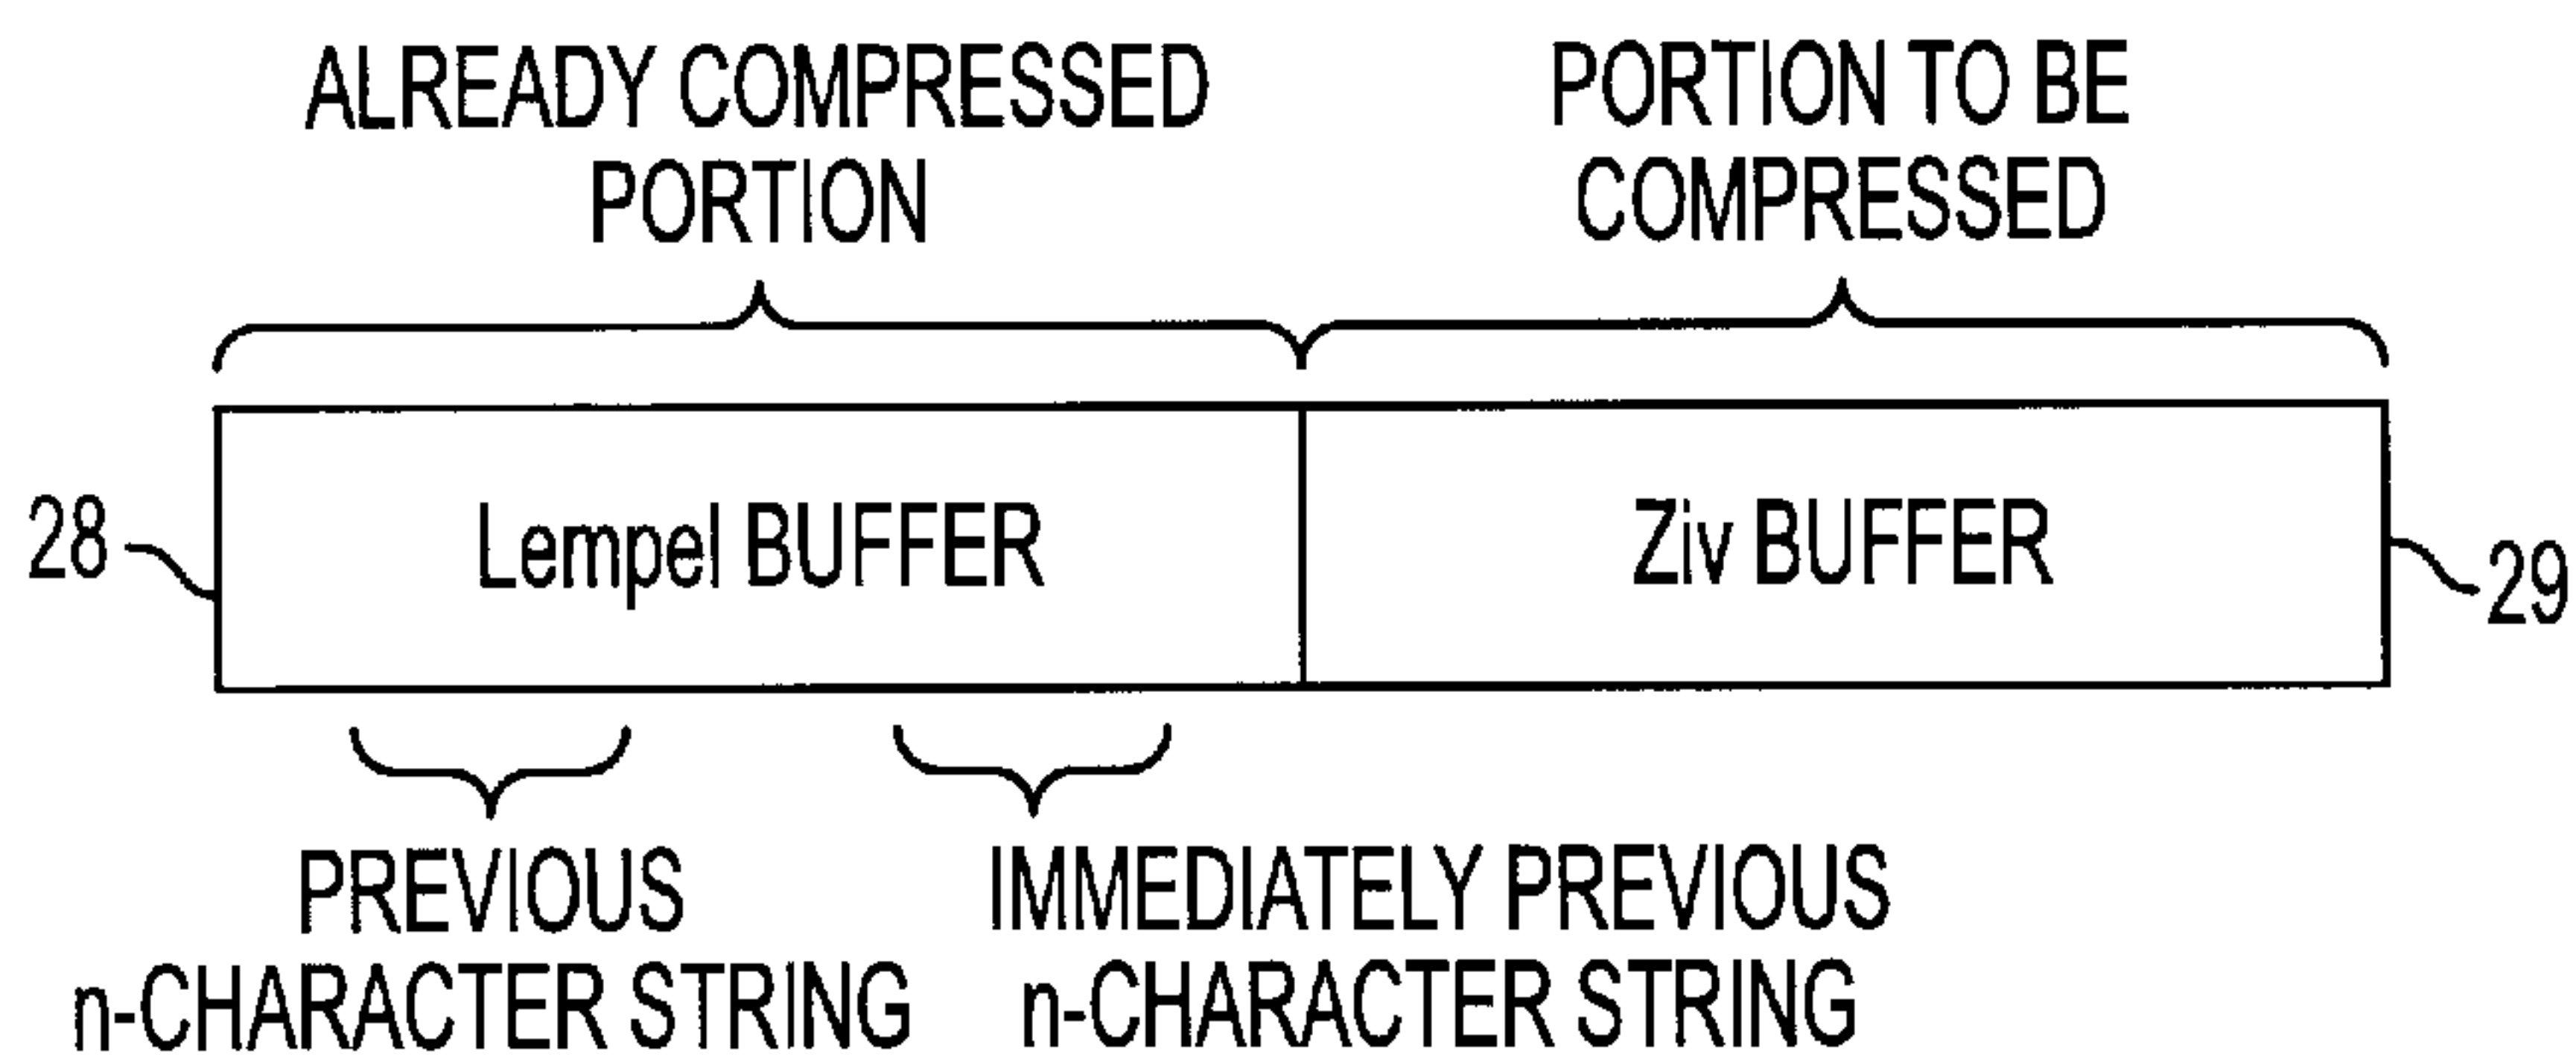 ALREADY COMPRESSED
PORTION
PORTION TO BE
COMPRESSED
28
Lempel BUFFER
Ziv BUFFER
29
PREVIOUS
n-CHARACTER STRING
IMMEDIATELY PREVIOUS
n-CHARACTER STRING